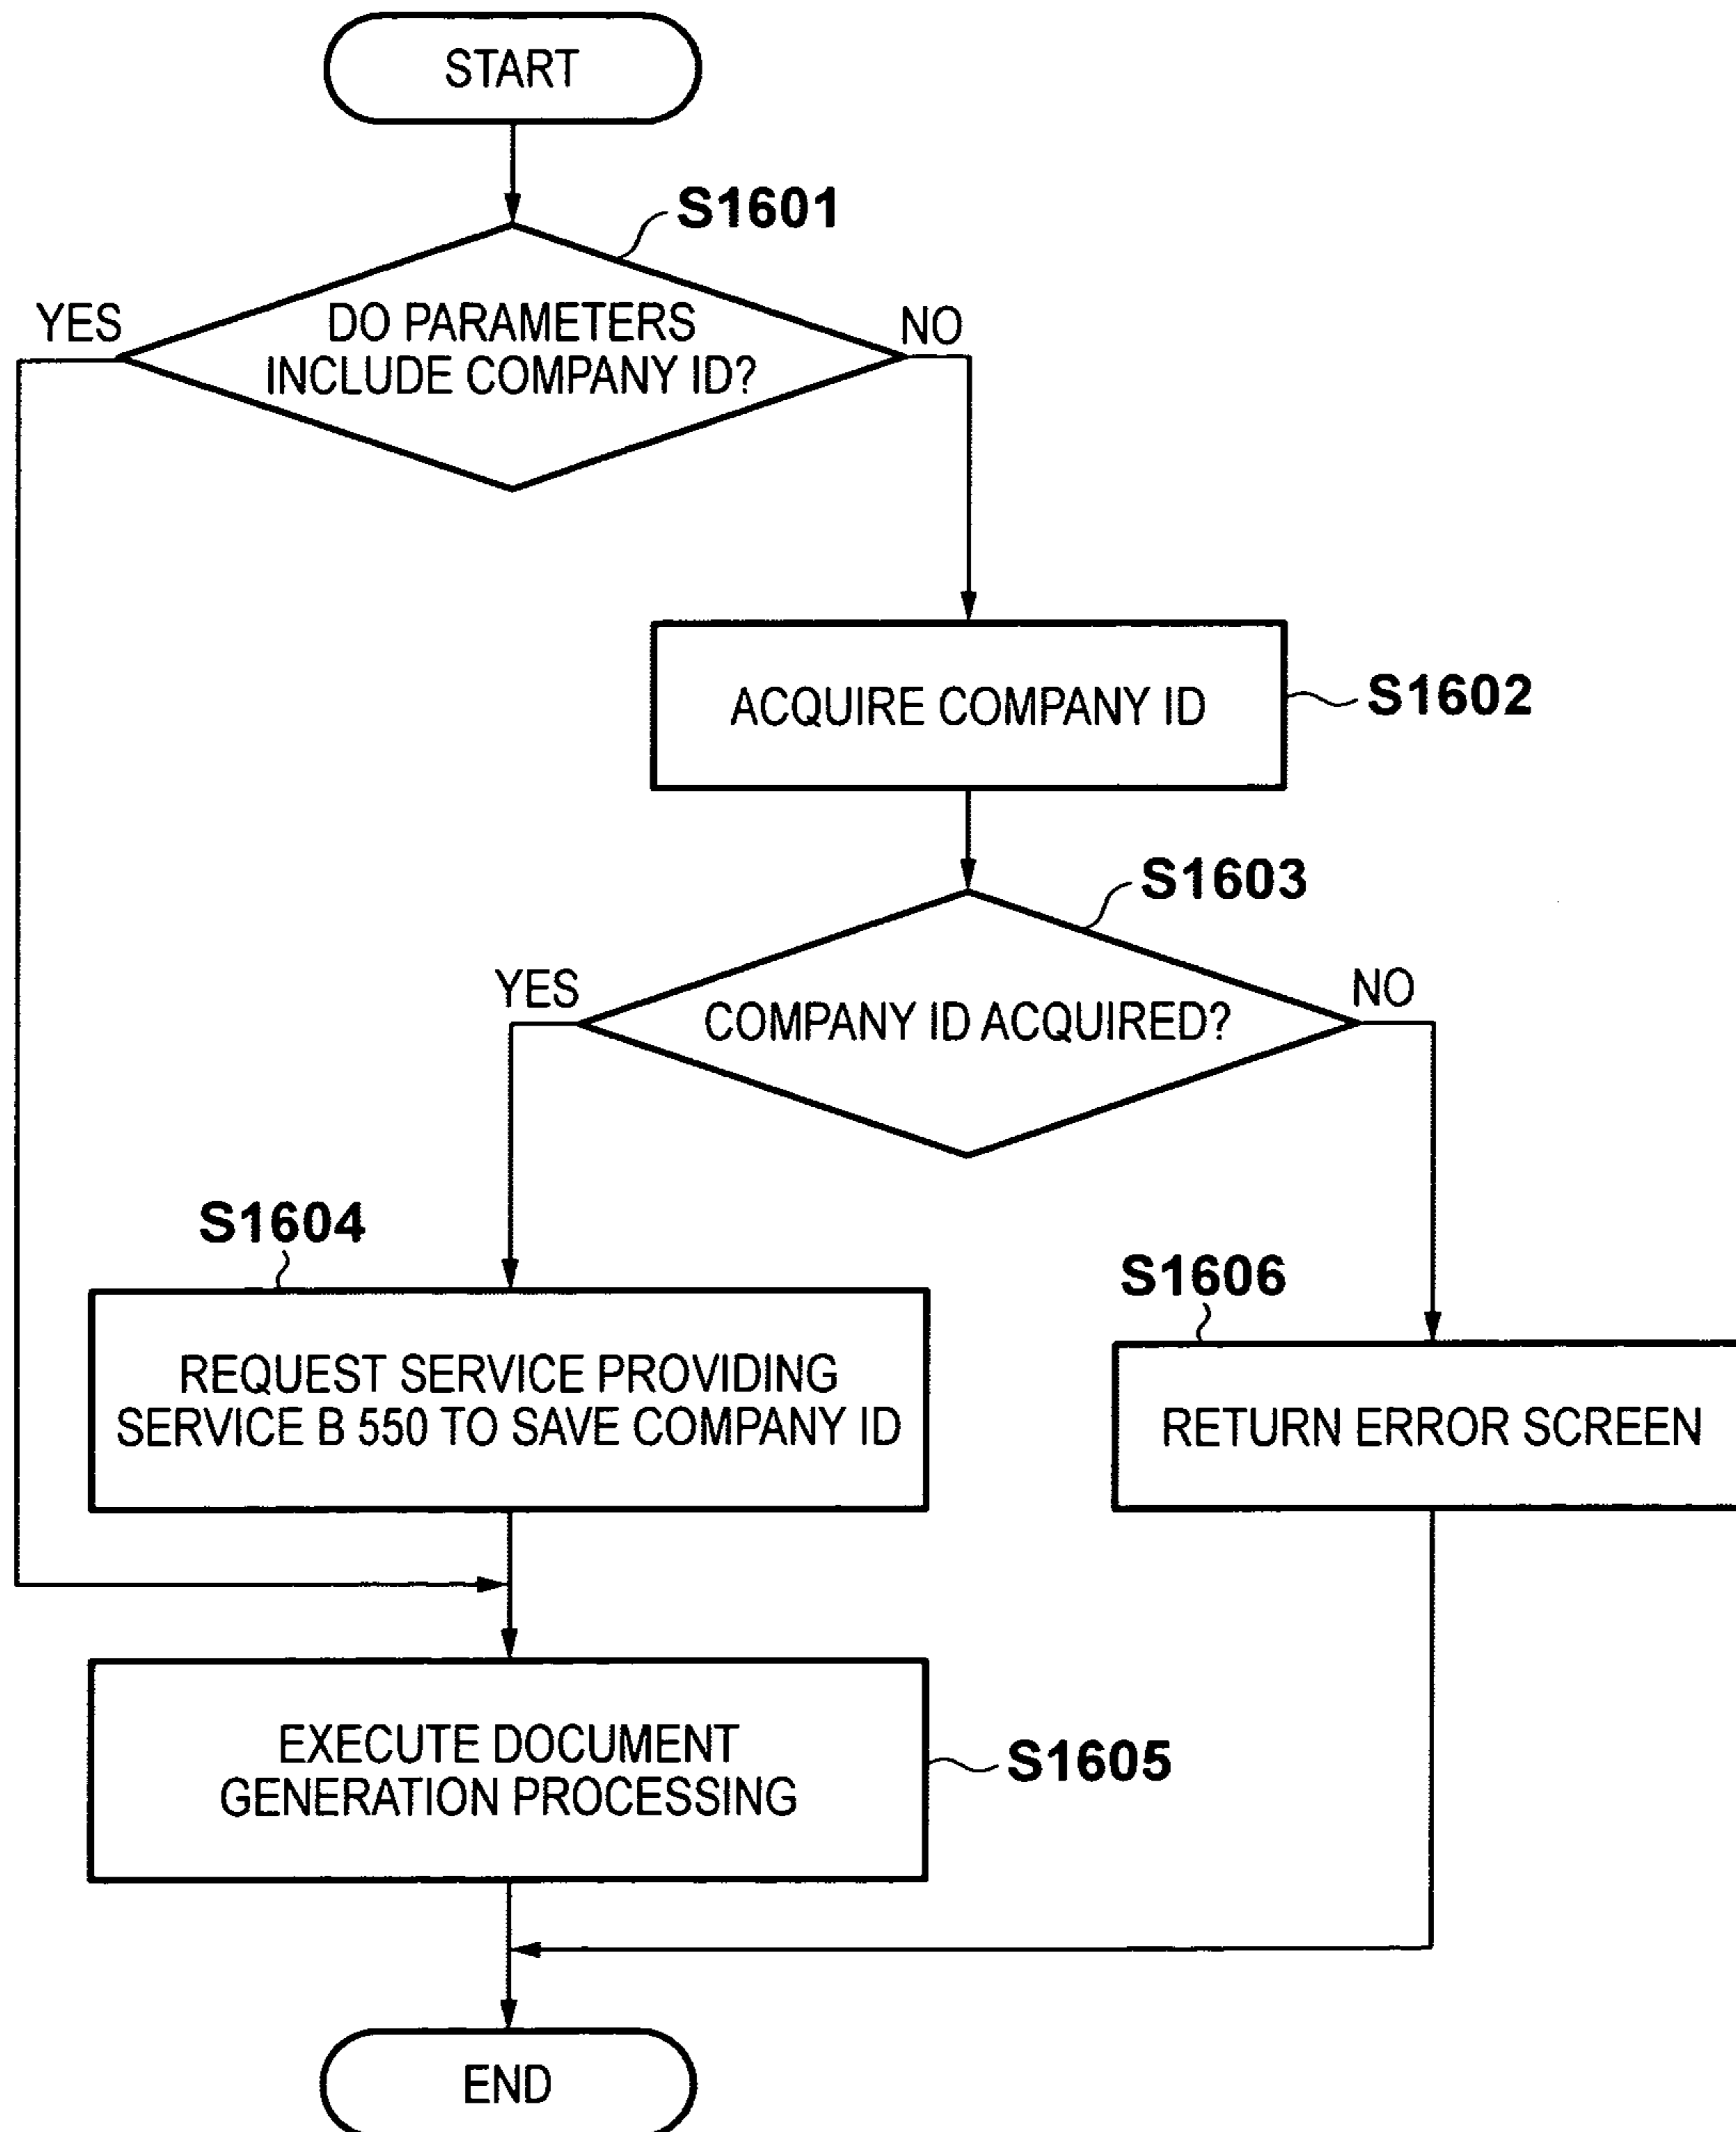 START
S1601
YES
DO PARAMETERS
INCLUDE COMPANY ID?
NO
ACQUIRE COMPANY ID
S1602
S1603
YES
COMPANY ID ACQUIRED?
NO
S1604
REQUEST SERVICE PROVIDING
SERVICE B 550 TO SAVE COMPANY ID
S1606
RETURN ERROR SCREEN
EXECUTE DOCUMENT
GENERATION PROCESSING
S1605
END